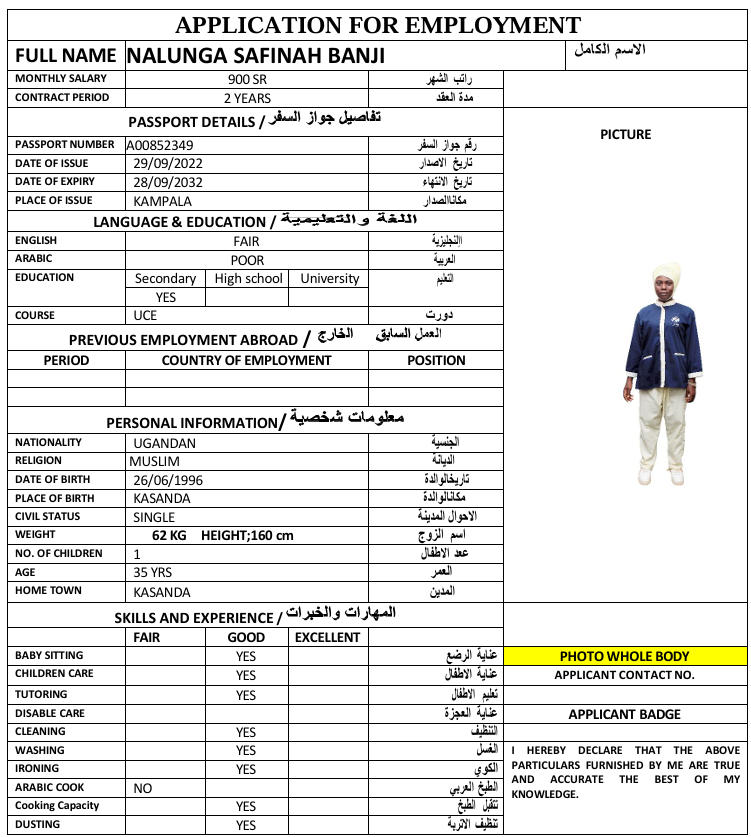 APPLICATION FOR EMPLOYMENT
FULL NAME NALUNGA SAFINAH BANJI الاسم الكامل
MONTHLY SALARY 900 SR راتب الشهر
CONTRACT PERIOD 2 YEARS مدة العقد
PASSPORT DETAILS / تفاصيل جواز السفر
PICTURE
PASSPORT NUMBER A00852349 رقم جواز السفر
DATE OF ISSUE 29/09/2022 تاريخ الاصدار
DATE OF EXPIRY 28/09/2032 تاريخ الانتهاء
PLACE OF ISSUE KAMPALA مكاناالصدار
LANGUAGE & EDUCATION / اللغة والتعليمية
ENGLISH FAIR اإلنجليزية
ARABIC POOR العربية
EDUCATION Secondary High school University التعليم
YES
COURSE UCE دورت
PREVIOUS EMPLOYMENT ABROAD / العمل السابق الخارج
PERIOD COUNTRY OF EMPLOYMENT POSITION
PERSONAL INFORMATION/ معلومات شخصية
NATIONALITY UGANDAN الجنسية
RELIGION MUSLIM الديانة
DATE OF BIRTH 26/06/1996 تاريخالوالدة
PLACE OF BIRTH KASANDA مكانالوالدة
CIVIL STATUS SINGLE الاحوال المدينة
WEIGHT 62 KG HEIGHT;160 cm اسم الزوج
NO. OF CHILDREN 1 عدد الاطفال
AGE 35 YRS العمر
HOME TOWN KASANDA المدين
SKILLS AND EXPERIENCE / المهارات والخبرات
FAIR GOOD EXCELLENT
BABY SITTING YES عناية الرضع
PHOTO WHOLE BODY
CHILDREN CARE YES عناية الاطفال
APPLICANT CONTACT NO.
TUTORING YES تعليم الاطفال
DISABLE CARE عناية العجزة
APPLICANT BADGE
CLEANING YES التنظيف
WASHING YES الغسل
IRONING YES الكوي
ARABIC COOK NO الطبخ العربي
Cooking Capacity YES تتقبل الطبخ
DUSTING YES تنظيف الاتربة
I HEREBY DECLARE THAT THE ABOVE
PARTICULARS FURNISHED BY ME ARE TRUE
AND ACCURATE THE BEST OF MY
KNOWLEDGE.